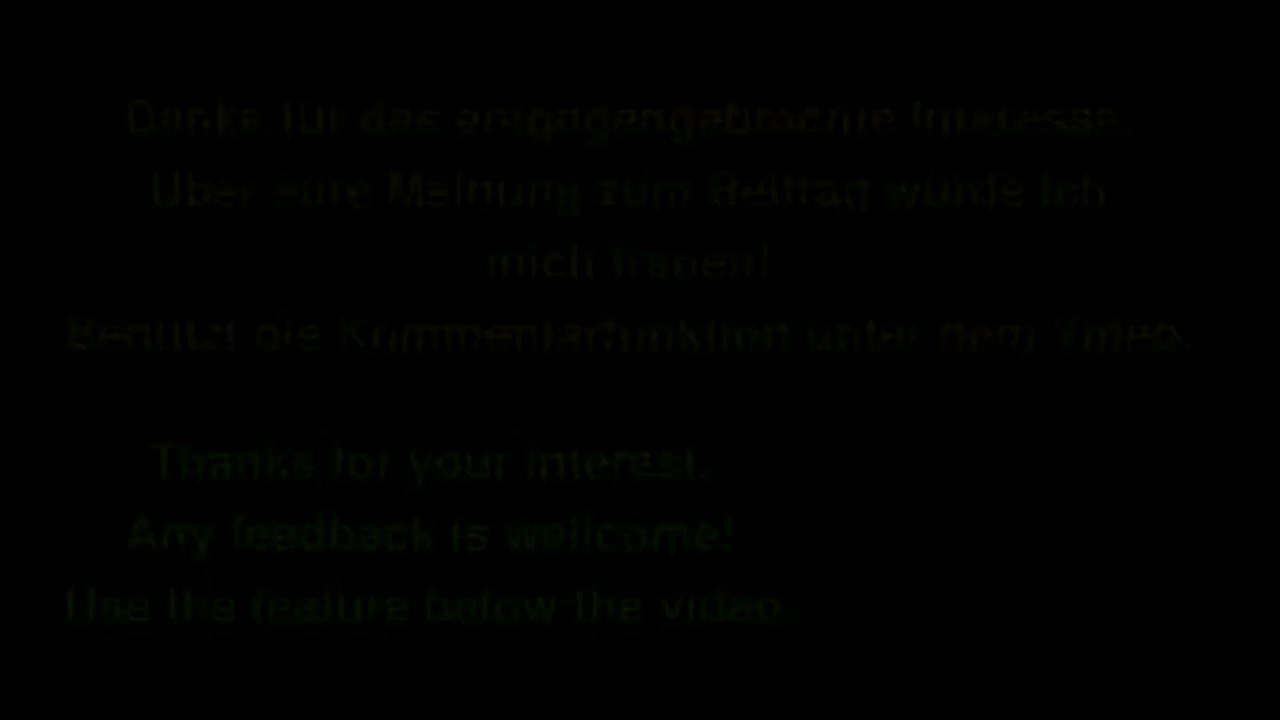 Danke für das entgegengebrachte Interesse.
Über eure Meinung zum Beitrag würde ich
mich freuen!
Benützt die Kommentarfunktion unter dem Video.
Thanks for your interest.
Any feedback is wellcome!
Use the feature below the video.